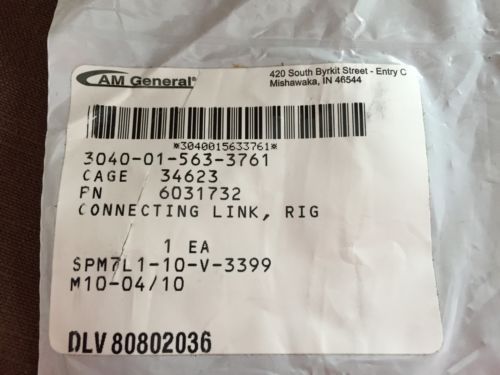 AM General®
420 South Byrkit Street - Entry C
Mishawaka, IN 46544
*3040015633761*
3040-01-563-3761
CAGE 34623
PN 6031732
CONNECTING LINK, RIG
1 EA
SPM7L1-10-V-3399
M10-04/10
DLV 80802036